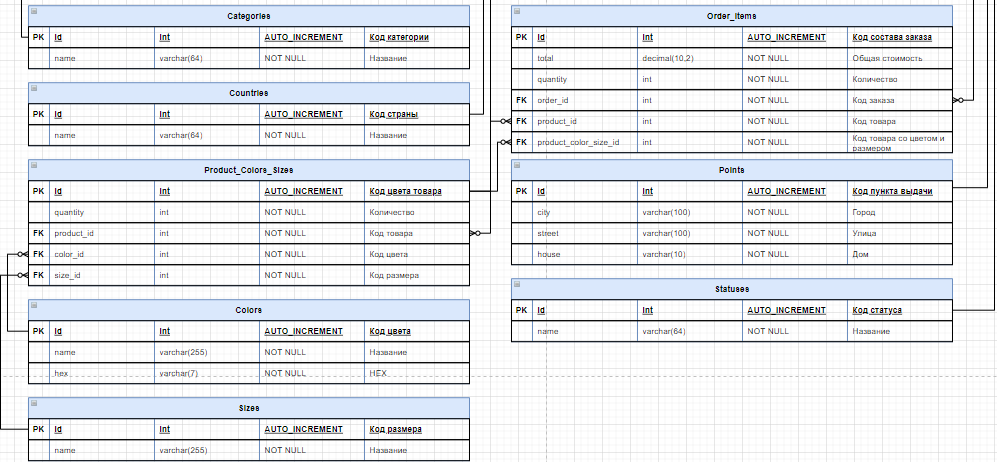 Categories
PK Id Int AUTO_INCREMENT Код категории
name varchar(64) NOT NULL Название
Countries
PK Id Int AUTO_INCREMENT Код страны
name varchar(64) NOT NULL Название
Product_Colors_Sizes
PK Id Int AUTO_INCREMENT Код цвета товара
quantity int NOT NULL Количество
FK product_id int NOT NULL Код товара
FK color_id int NOT NULL Код цвета
FK size_id int NOT NULL Код размера
Colors
PK Id Int AUTO_INCREMENT Код цвета
name varchar(255) NOT NULL Название
hex varchar(7) NOT NULL HEX
Sizes
PK Id Int AUTO_INCREMENT Код размера
name varchar(255) NOT NULL Название
Order_Items
PK Id Int AUTO_INCREMENT Код состава заказа
total decimal(10,2) NOT NULL Общая стоимость
quantity int NOT NULL Количество
FK order_id int NOT NULL Код заказа
FK product_id int NOT NULL Код товара
FK product_color_size_id int NOT NULL Код товара со цветом и
размером
Points
PK Id Int AUTO_INCREMENT Код пункта выдачи
city varchar(100) NOT NULL Город
street varchar(100) NOT NULL Улица
house varchar(10) NOT NULL Дом
Statuses
PK Id Int AUTO_INCREMENT Код статуса
name varchar(64) NOT NULL Название